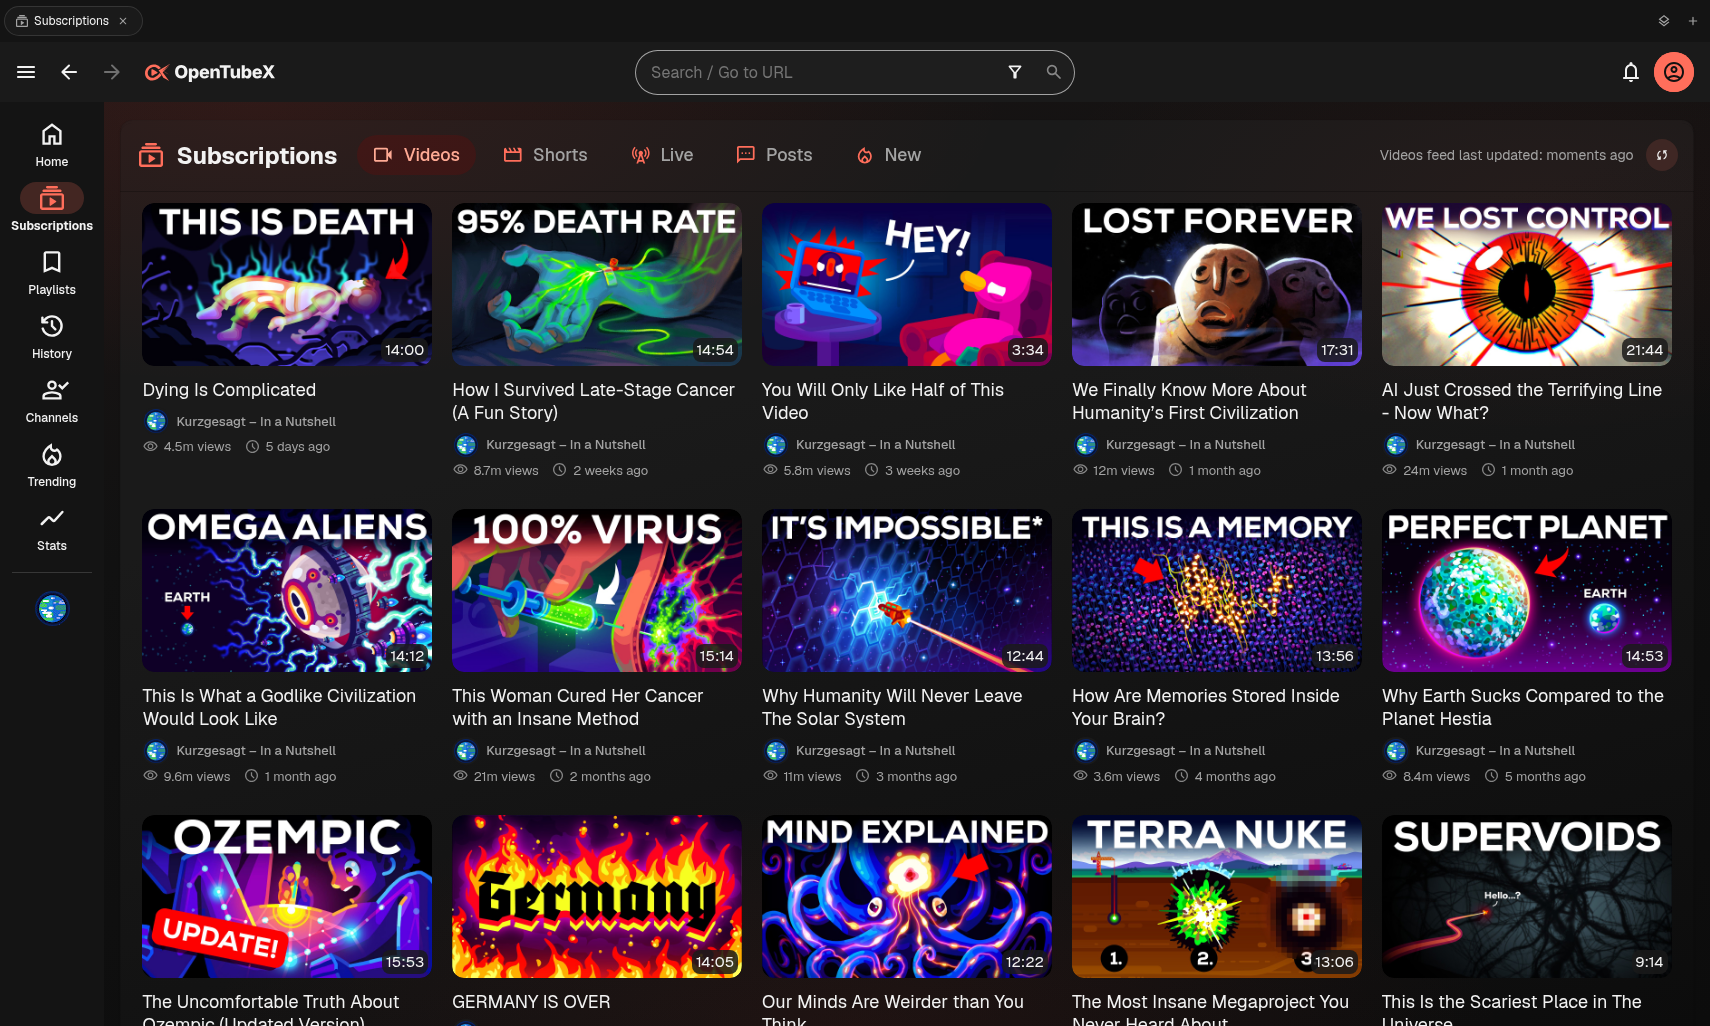 Subscriptions
OpenTubeX
Search / Go to URL
Home
Subscriptions
Playlists
History
Channels
Trending
Stats
Subscriptions
Videos
Shorts
Live
Posts
New
Videos feed last updated: moments ago
THIS IS DEATH
14:00
Dying Is Complicated
Kurzgesagt – In a Nutshell
4.5m views 5 days ago
95% DEATH RATE
14:54
How I Survived Late-Stage Cancer
(A Fun Story)
Kurzgesagt – In a Nutshell
8.7m views 2 weeks ago
HEY!
3:34
You Will Only Like Half of This
Video
Kurzgesagt – In a Nutshell
5.8m views 3 weeks ago
LOST FOREVER
17:31
We Finally Know More About
Humanity’s First Civilization
Kurzgesagt – In a Nutshell
12m views 1 month ago
WE LOST CONTROL
21:44
AI Just Crossed the Terrifying Line
- Now What?
Kurzgesagt – In a Nutshell
24m views 1 month ago
OMEGA ALIENS
EARTH
14:12
This Is What a Godlike Civilization
Would Look Like
Kurzgesagt – In a Nutshell
9.6m views 1 month ago
100% VIRUS
15:14
This Woman Cured Her Cancer
with an Insane Method
Kurzgesagt – In a Nutshell
21m views 2 months ago
IT'S IMPOSSIBLE*
12:44
Why Humanity Will Never Leave
The Solar System
Kurzgesagt – In a Nutshell
11m views 3 months ago
THIS IS A MEMORY
13:56
How Are Memories Stored Inside
Your Brain?
Kurzgesagt – In a Nutshell
3.6m views 4 months ago
PERFECT PLANET
EARTH
14:53
Why Earth Sucks Compared to the
Planet Hestia
Kurzgesagt – In a Nutshell
8.4m views 5 months ago
OZEMPIC
UPDATE!
15:53
The Uncomfortable Truth About
Ozempic (Updated Version)
Germany
14:05
GERMANY IS OVER
MIND EXPLAINED
12:22
Our Minds Are Weirder than You
Think
TERRA NUKE
1. 2. 3
13:06
The Most Insane Megaproject You
Never Heard About
SUPERVOIDS
Hello...?
9:14
This Is the Scariest Place in The
Universe